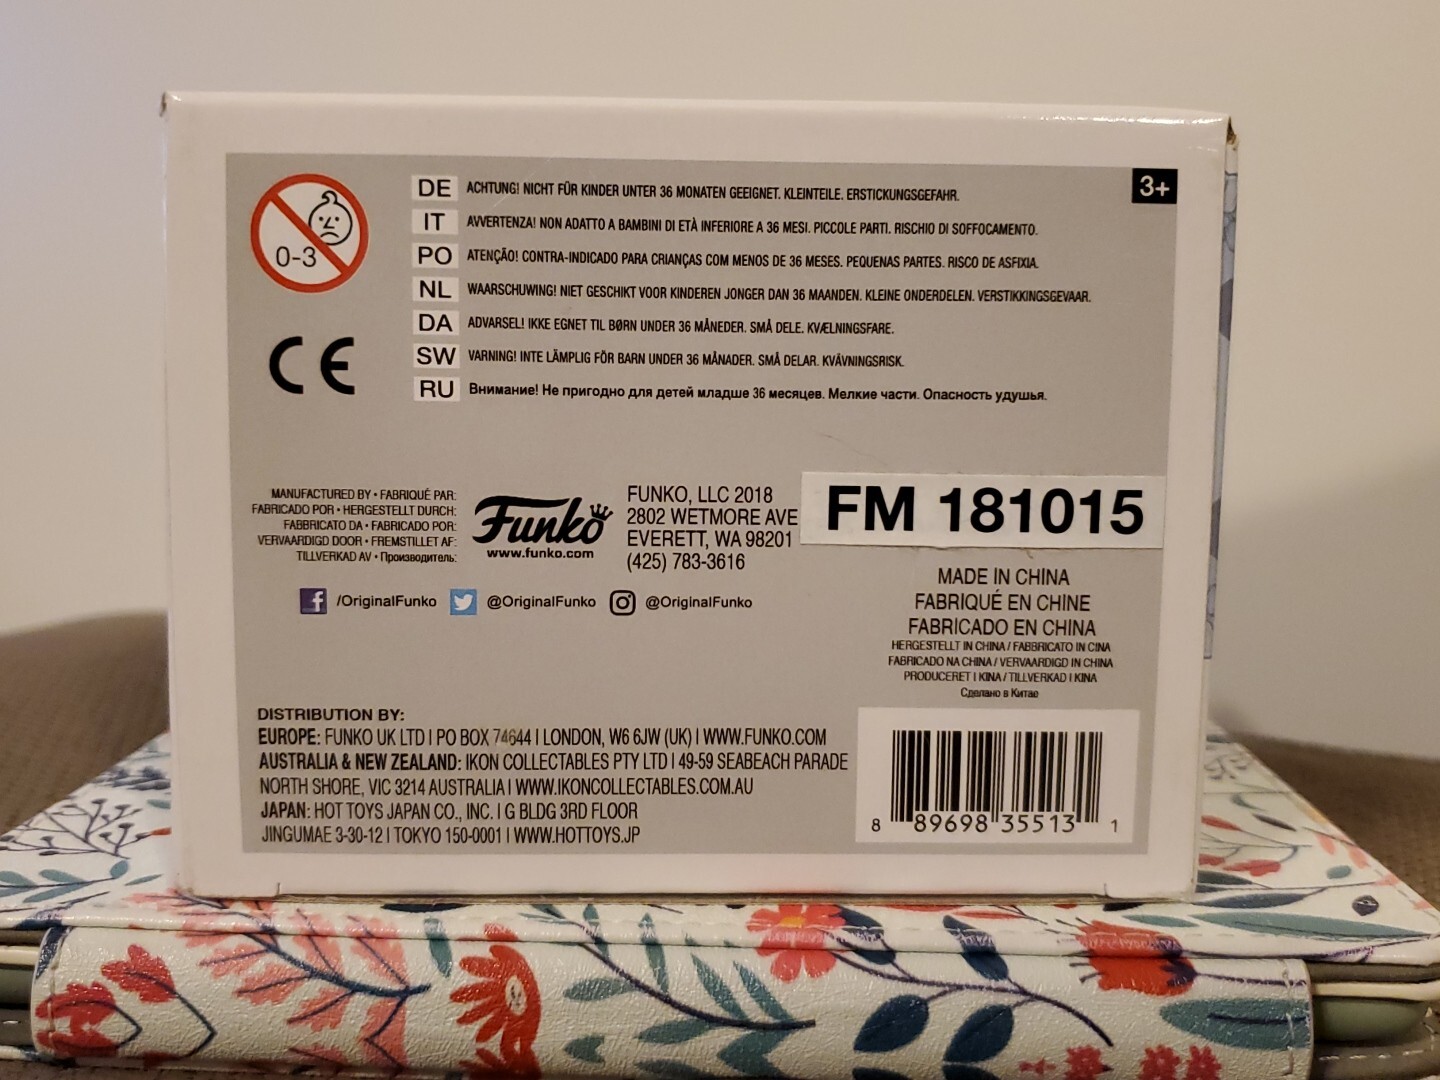 3+
0-3
DE ACHTUNG! NICHT FÜR KINDER UNTER 36 MONATEN GEEIGNET. KLEINTEILE. ERSTICKUNGSGEFAHR.
IT AVVERTENZA! NON ADATTO A BAMBINI DI ETÀ INFERIORE A 36 MESI. PICCOLE PARTI. RISCHIO DI SOFFOCAMENTO.
PO ATENÇÃO! CONTRA-INDICADO PARA CRIANÇAS COM MENOS DE 36 MESES. PEQUENAS PARTES. RISCO DE ASFIXIA.
NL WAARSCHUWING! NIET GESCHIKT VOOR KINDEREN JONGER DAN 36 MAANDEN. KLEINE ONDERDELEN. VERSTIKKINGSGEVAAR.
DA ADVARSEL! IKKE EGNET TIL BØRN UNDER 36 MÅNEDER. SMÅ DELE. KVÆLNINGSFARE.
SW VARNING! INTE LÄMPLIG FÖR BARN UNDER 36 MÅNADER. SMÅ DELAR. KVÄVNINGSRISK.
RU Внимание! Не пригодно для детей младше 36 месяцев. Мелкие части. Опасность удушья.
CE
MANUFACTURED BY • FABRIQUÉ PAR:
FABRICADO POR • HERGESTELLT DURCH:
FABBRICATO DA • FABRICADO POR:
VERVAARDIGD DOOR • FREMSTILLET AF:
TILLVERKAD AV • Производитель:
Funko
www.funko.com
FUNKO, LLC 2018
2802 WETMORE AVE
EVERETT, WA 98201
(425) 783-3616
FM 181015
/OriginalFunko @OriginalFunko @OriginalFunko
MADE IN CHINA
FABRIQUÉ EN CHINE
FABRICADO EN CHINA
HERGESTELLT IN CHINA / FABBRICATO IN CINA
FABRICADO NA CHINA / VERVAARDIGD IN CHINA
PRODUCERET I KINA / TILLVERKAD I KINA
Сделано в Китае
DISTRIBUTION BY:
EUROPE: FUNKO UK LTD I PO BOX 74644 I LONDON, W6 6JW (UK) I WWW.FUNKO.COM
AUSTRALIA & NEW ZEALAND: IKON COLLECTABLES PTY LTD I 49-59 SEABEACH PARADE
NORTH SHORE, VIC 3214 AUSTRALIA I WWW.IKONCOLLECTABLES.COM.AU
JAPAN: HOT TOYS JAPAN CO., INC. I G BLDG 3RD FLOOR
JINGUMAE 3-30-12 I TOKYO 150-0001 I WWW.HOTTOYS.JP
8 89698 35513 1